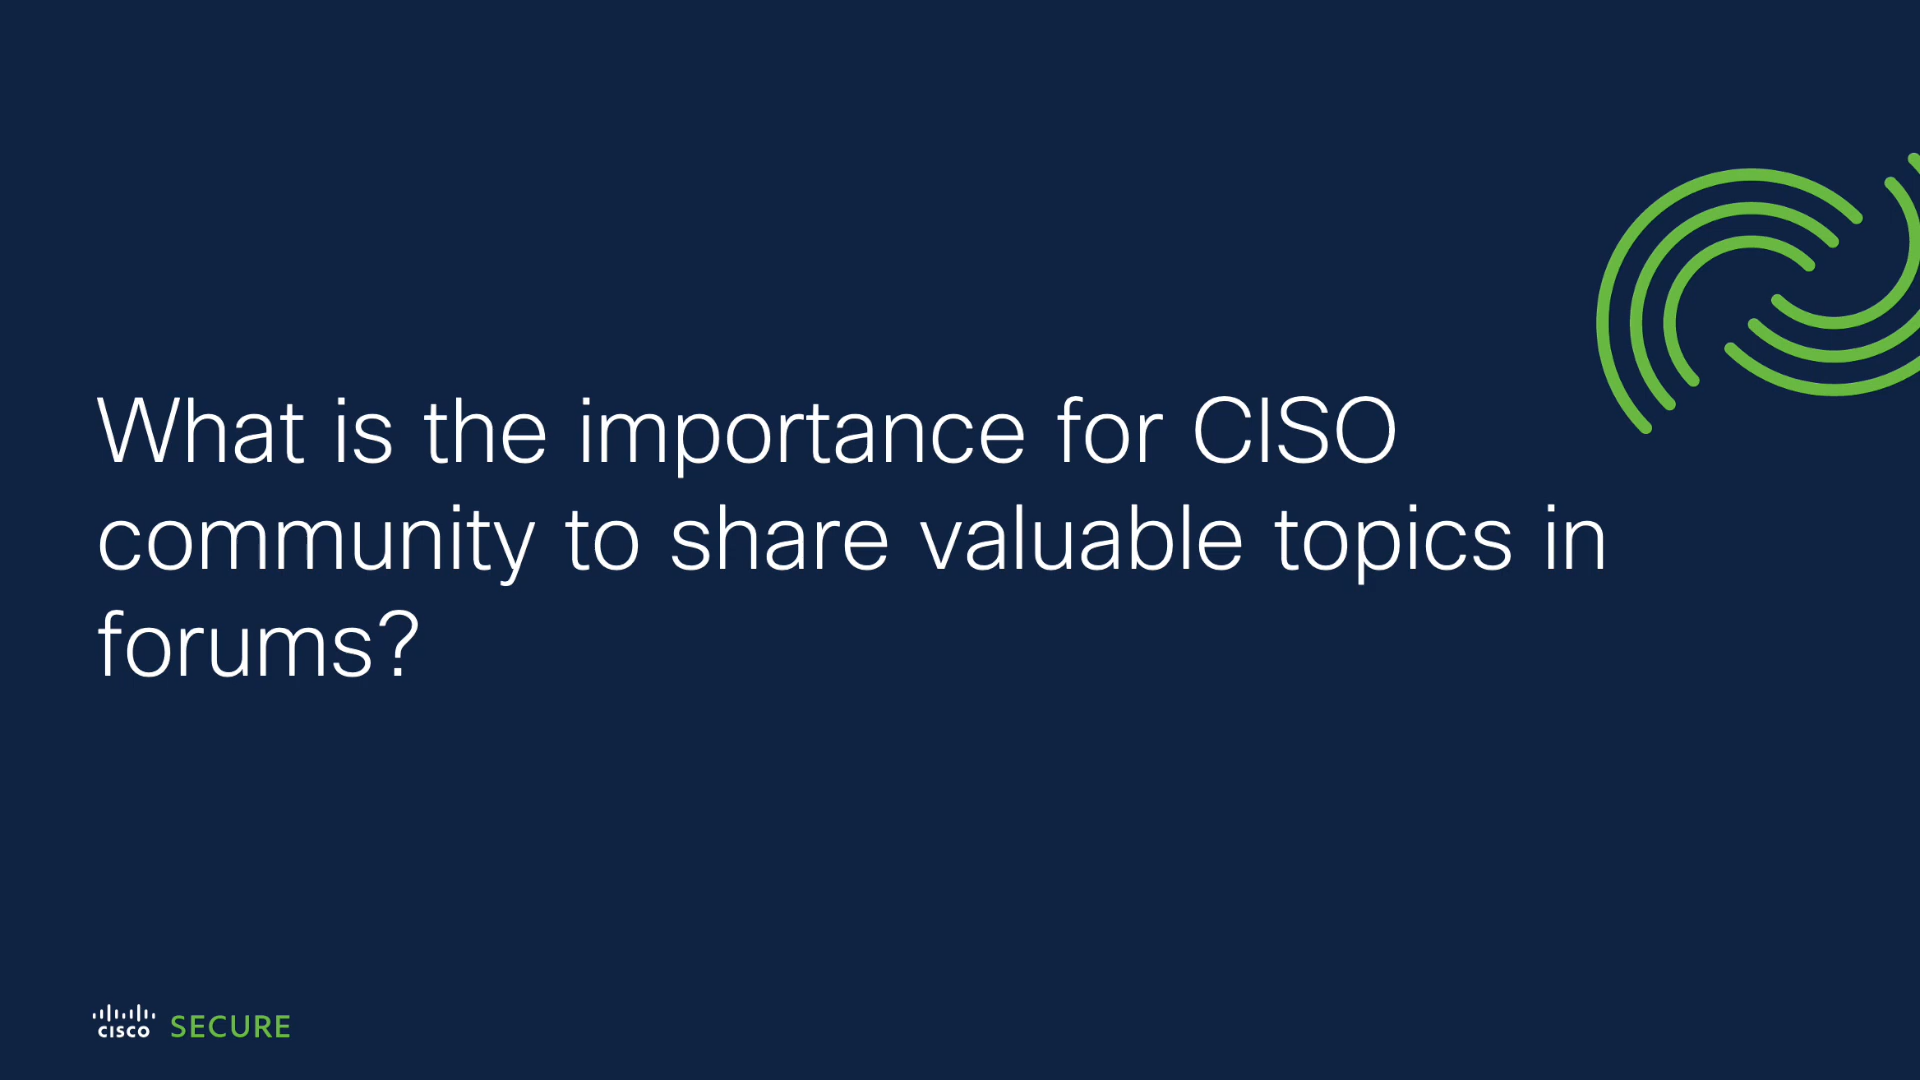 What is the importance for CISO
community to share valuable topics in
forums?
CISCO SECURE